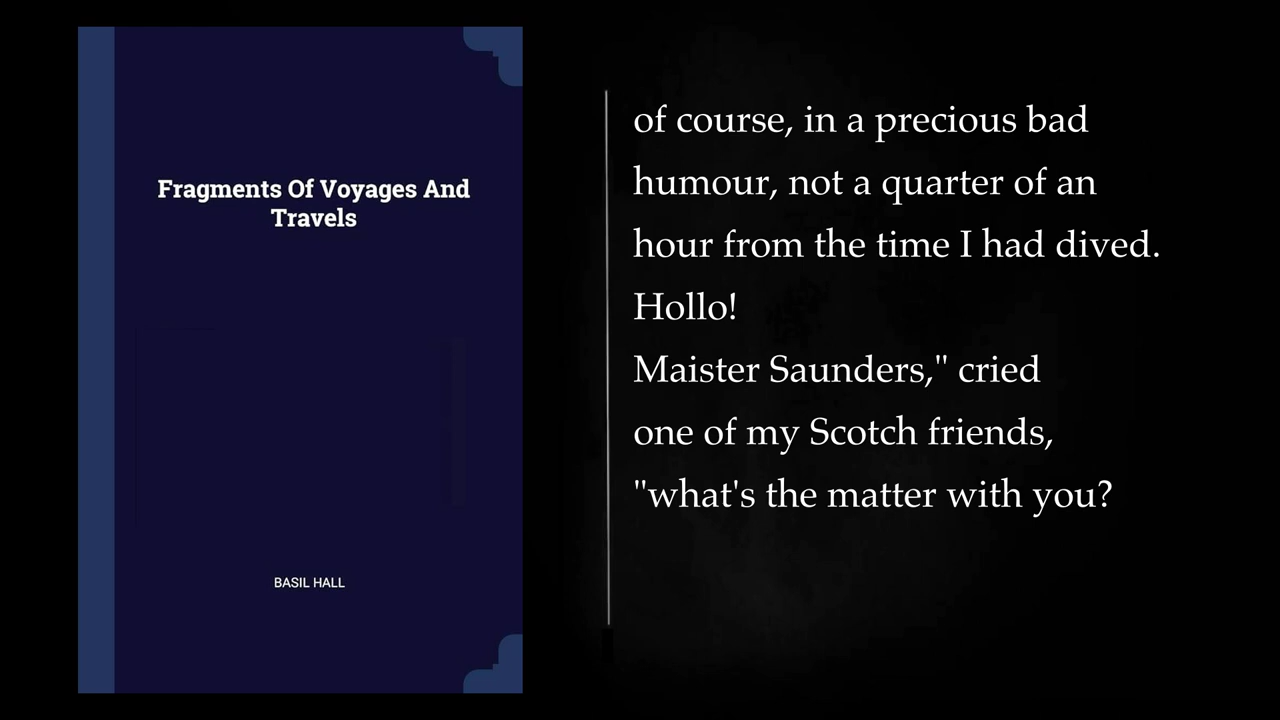 Fragments Of Voyages And
Travels
BASIL HALL
of course, in a precious bad
humour, not a quarter of an
hour from the time I had dived.
Hollo!
Maister Saunders," cried
one of my Scotch friends,
"what's the matter with you?